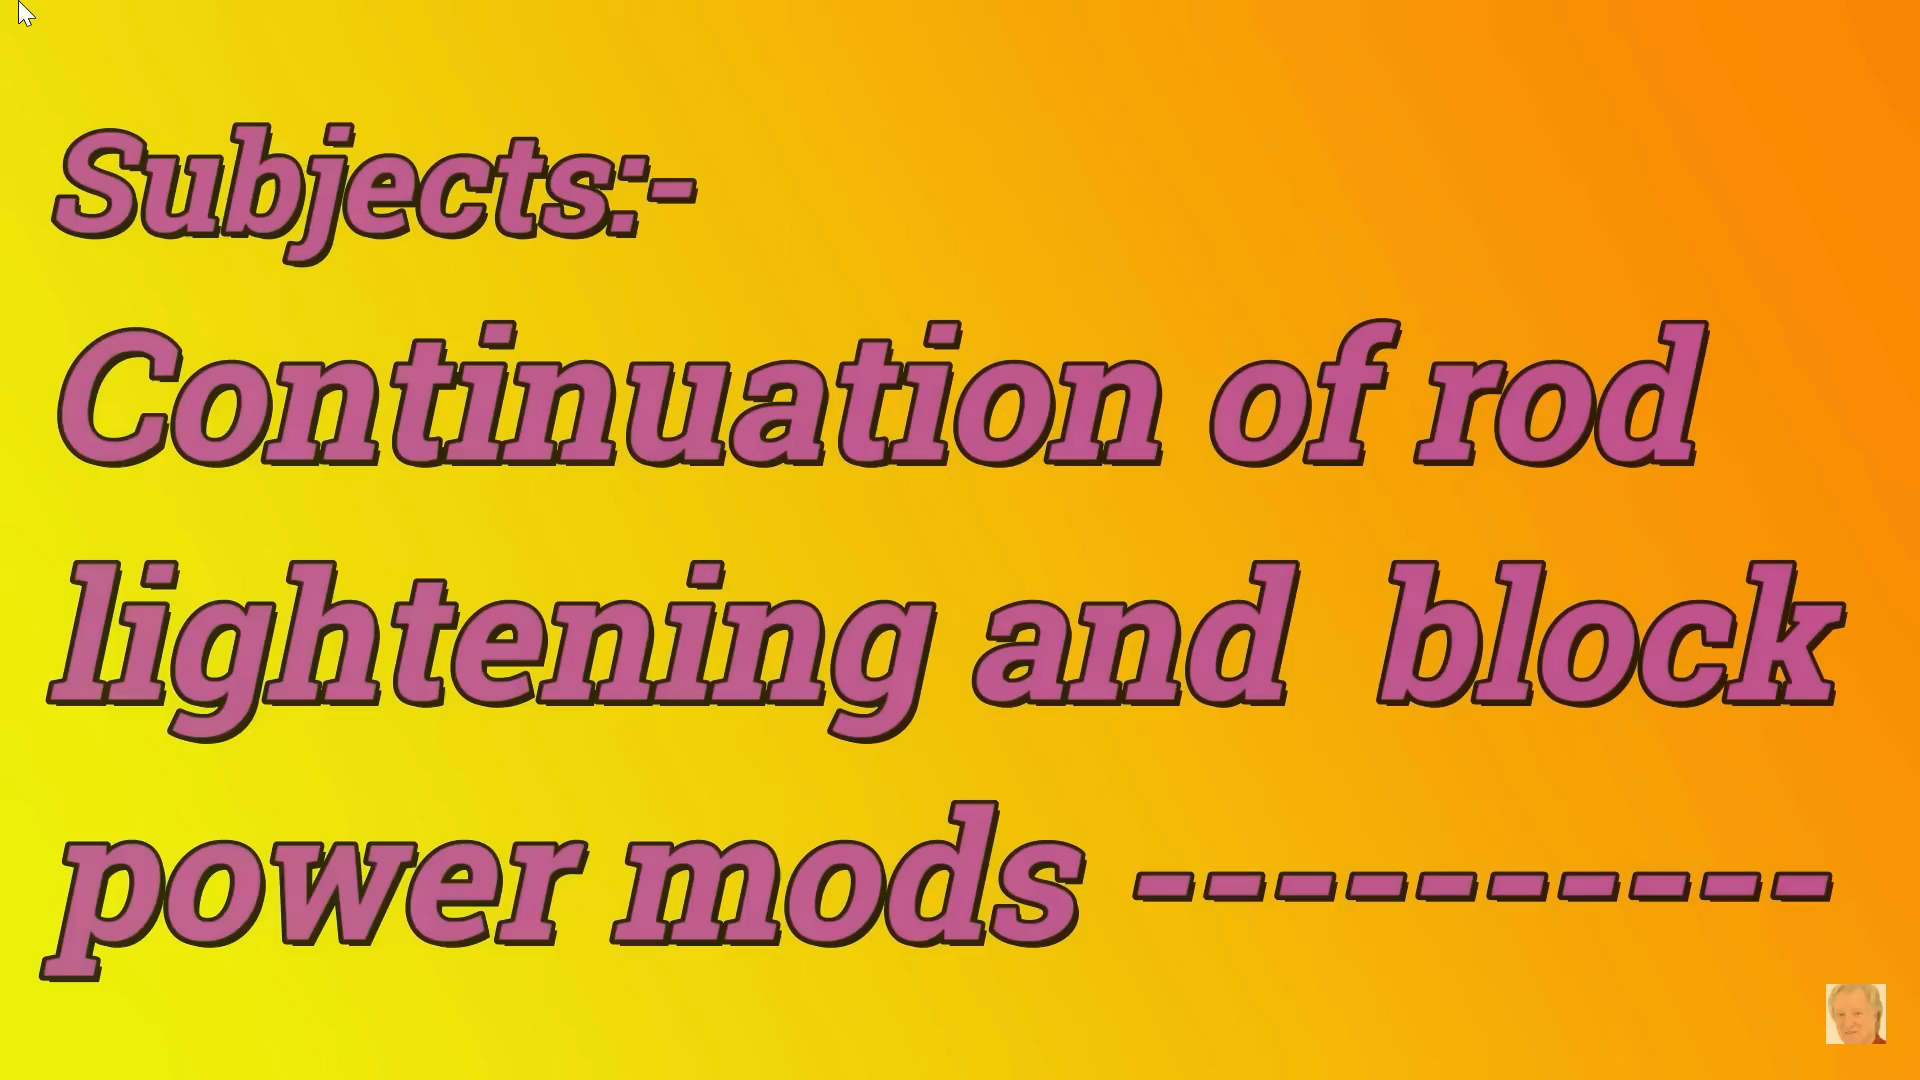 Subjects:-
Continuation of rod
lightening and  block
power mods ----------